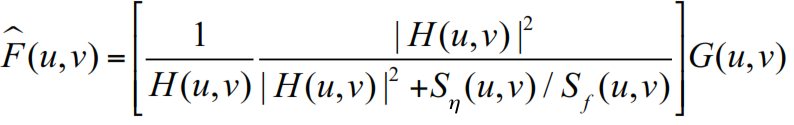 F̂(u,v) = [ 1/H(u,v) |H(u,v)|²/(|H(u,v)|² + S_η(u,v) / S_f(u,v)) ] G(u,v)